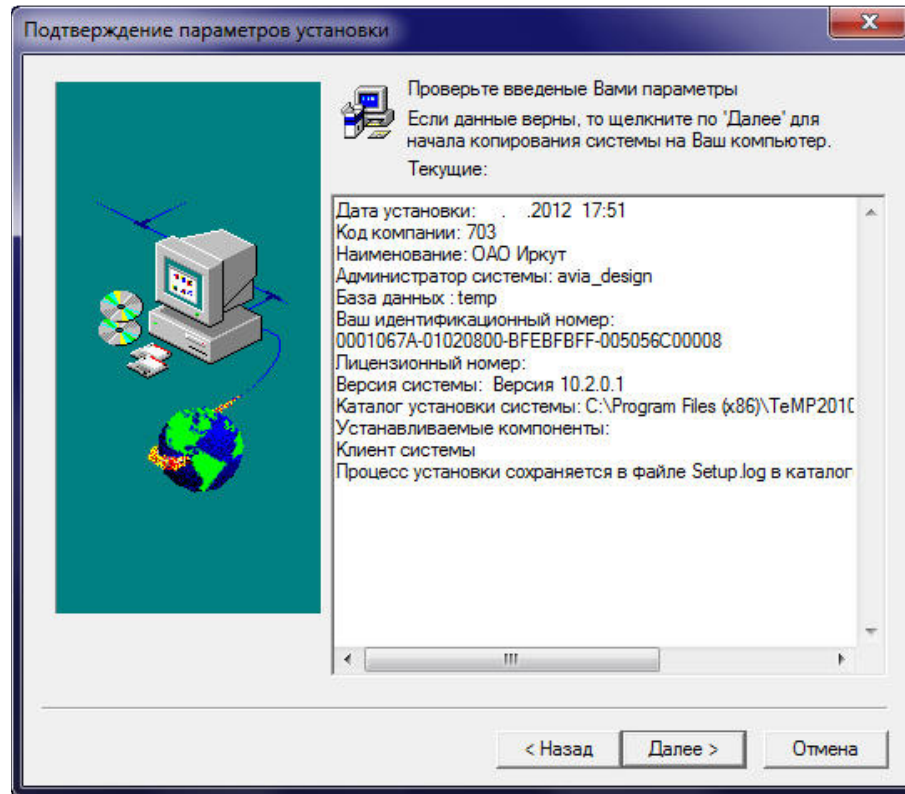 Подтверждение параметров установки
Проверьте введеные Вами параметры
Если данные верны, то щелкните по 'Далее' для
начала копирования системы на Ваш компьютер.
Текущие:
Дата установки: . .2012 17:51
Код компании: 703
Наименование: ОАО Иркут
Администратор системы: avia_design
База данных : temp
Ваш идентификационный номер:
0001067A-01020800-BFEBFBFF-005056C00008
Лицензионный номер:
Версия системы: Версия 10.2.0.1
Каталог установки системы: C:\Program Files (x86)\TeMP2010
Устанавливаемые компоненты:
Клиент системы
Процесс установки сохраняется в файле Setup.log в каталог
< Назад
Далее >
Отмена